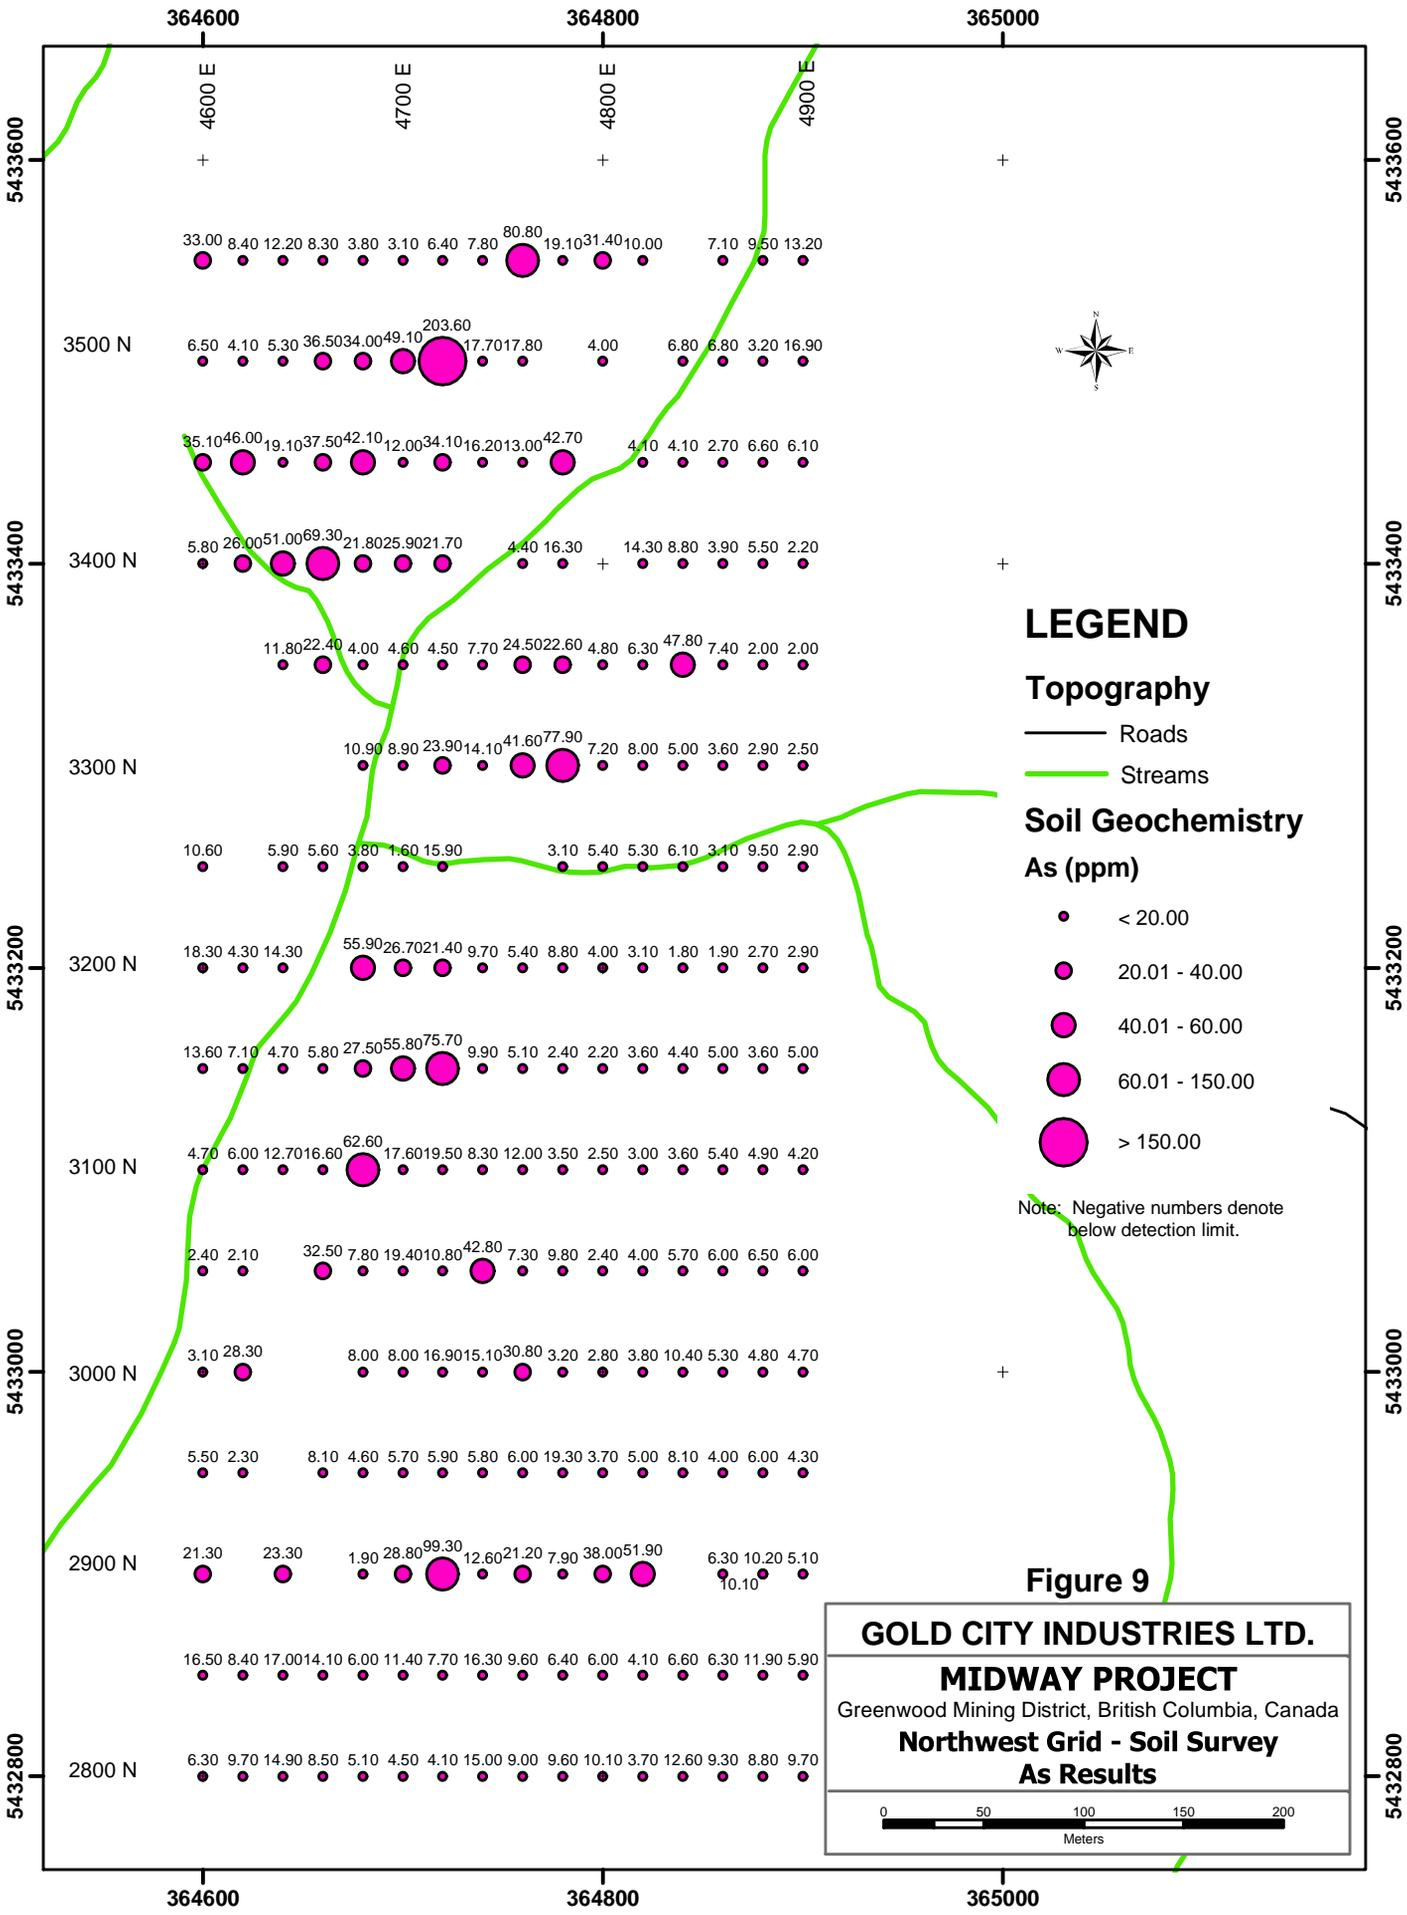 364600 364800 365000
4600 E 4700 E 4800 E 4900 E
5433600 5433600
33.00 8.40 12.20 8.30 3.80 3.10 6.40 7.80 80.80 19.10 31.40 10.00 7.10 9.50 13.20
3500 N 6.50 4.10 5.30 36.50 34.00 49.10 203.60 17.70 17.80 4.00 6.80 6.80 3.20 16.90
N
W E
S
35.10 46.00 19.10 37.50 42.10 12.00 34.10 16.20 13.00 42.70 4.10 4.10 2.70 6.60 6.10
5433400 3400 N 5.80 26.00 51.00 69.30 21.80 25.90 21.70 4.40 16.30 14.30 8.80 3.90 5.50 2.20 5433400
11.80 22.40 4.00 4.60 4.50 7.70 24.50 22.60 4.80 6.30 47.80 7.40 2.00 2.00
3300 N 10.90 8.90 23.90 14.10 41.60 77.90 7.20 8.00 5.00 3.60 2.90 2.50
10.60 5.90 5.60 3.80 1.60 15.90 3.10 5.40 5.30 6.10 3.10 9.50 2.90
5433200 3200 N 18.30 4.30 14.30 55.90 26.70 21.40 9.70 5.40 8.80 4.00 3.10 1.80 1.90 2.70 2.90 5433200
13.60 7.10 4.70 5.80 27.50 55.80 75.70 9.90 5.10 2.40 2.20 3.60 4.40 5.00 3.60 5.00
3100 N 4.70 6.00 12.70 16.60 62.60 17.60 19.50 8.30 12.00 3.50 2.50 3.00 3.60 5.40 4.90 4.20
2.40 2.10 32.50 7.80 19.40 10.80 42.80 7.30 9.80 2.40 4.00 5.70 6.00 6.50 6.00
5433000 3000 N 3.10 28.30 8.00 8.00 16.90 15.10 30.80 3.20 2.80 3.80 10.40 5.30 4.80 4.70 5433000
5.50 2.30 8.10 4.60 5.70 5.90 5.80 6.00 19.30 3.70 5.00 8.10 4.00 6.00 4.30
2900 N 21.30 23.30 1.90 28.80 99.30 12.60 21.20 7.90 38.00 51.90 6.30 10.20 5.10
10.10
16.50 8.40 17.00 14.10 6.00 11.40 7.70 16.30 9.60 6.40 6.00 4.10 6.60 6.30 11.90 5.90
5432800 2800 N 6.30 9.70 14.90 8.50 5.10 4.50 4.10 15.00 9.00 9.60 10.10 3.70 12.60 9.30 8.80 9.70 5432800
LEGEND
Topography
Roads
Streams
Soil Geochemistry
As (ppm)
< 20.00
20.01 - 40.00
40.01 - 60.00
60.01 - 150.00
> 150.00
Note: Negative numbers denote
below detection limit.
Figure 9
GOLD CITY INDUSTRIES LTD.
MIDWAY PROJECT
Greenwood Mining District, British Columbia, Canada
Northwest Grid - Soil Survey
As Results
0 50 100 150 200
Meters
364600 364800 365000